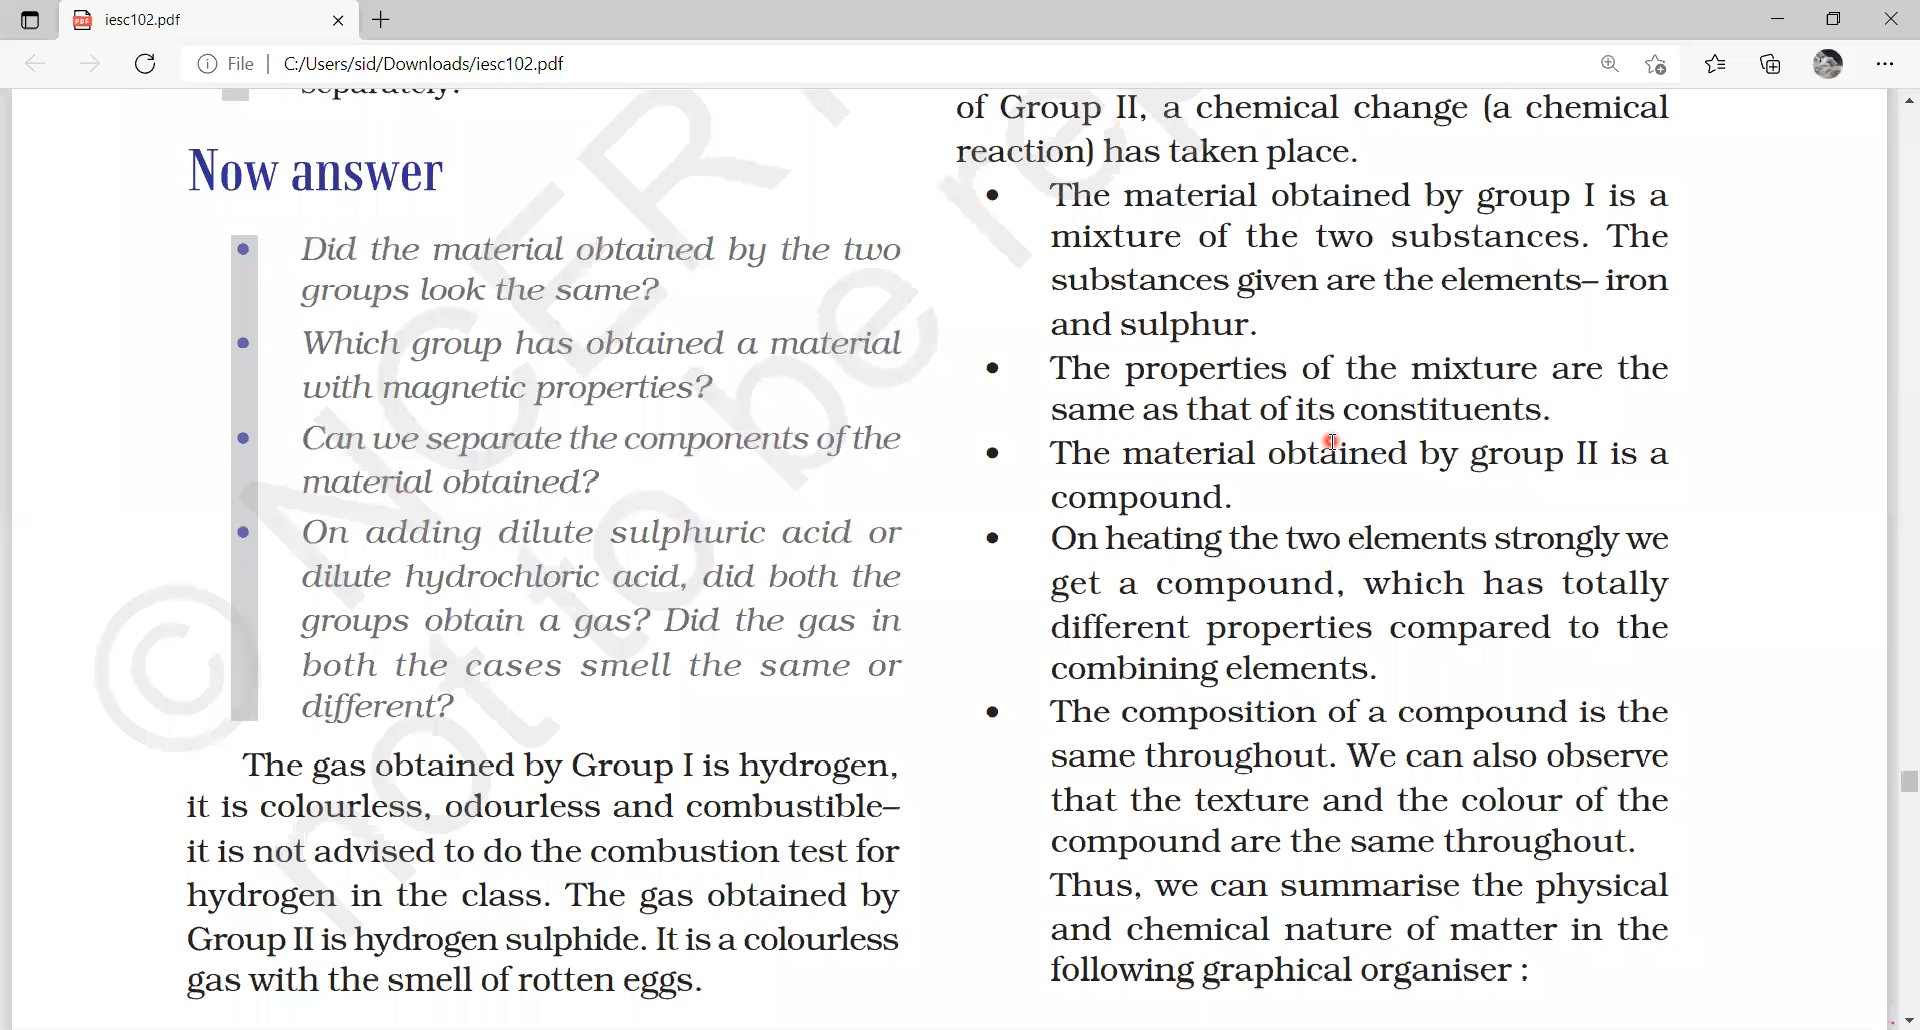 iesc102.pdf
File
C:/Users/sid/Downloads/iesc102.pdf
separately?
Now answer
• Did the material obtained by the two
groups look the same?
• Which group has obtained a material
with magnetic properties?
• Can we separate the components of the
material obtained?
• On adding dilute sulphuric acid or
dilute hydrochloric acid, did both the
groups obtain a gas? Did the gas in
both the cases smell the same or
different?
The gas obtained by Group I is hydrogen,
it is colourless, odourless and combustible–
it is not advised to do the combustion test for
hydrogen in the class. The gas obtained by
Group II is hydrogen sulphide. It is a colourless
gas with the smell of rotten eggs.
of Group II, a chemical change (a chemical
reaction) has taken place.
• The material obtained by group I is a
mixture of the two substances. The
substances given are the elements– iron
and sulphur.
• The properties of the mixture are the
same as that of its constituents.
• The material obtained by group II is a
compound.
• On heating the two elements strongly we
get a compound, which has totally
different properties compared to the
combining elements.
• The composition of a compound is the
same throughout. We can also observe
that the texture and the colour of the
compound are the same throughout.
Thus, we can summarise the physical
and chemical nature of matter in the
following graphical organiser :
© NCER
not to be rep